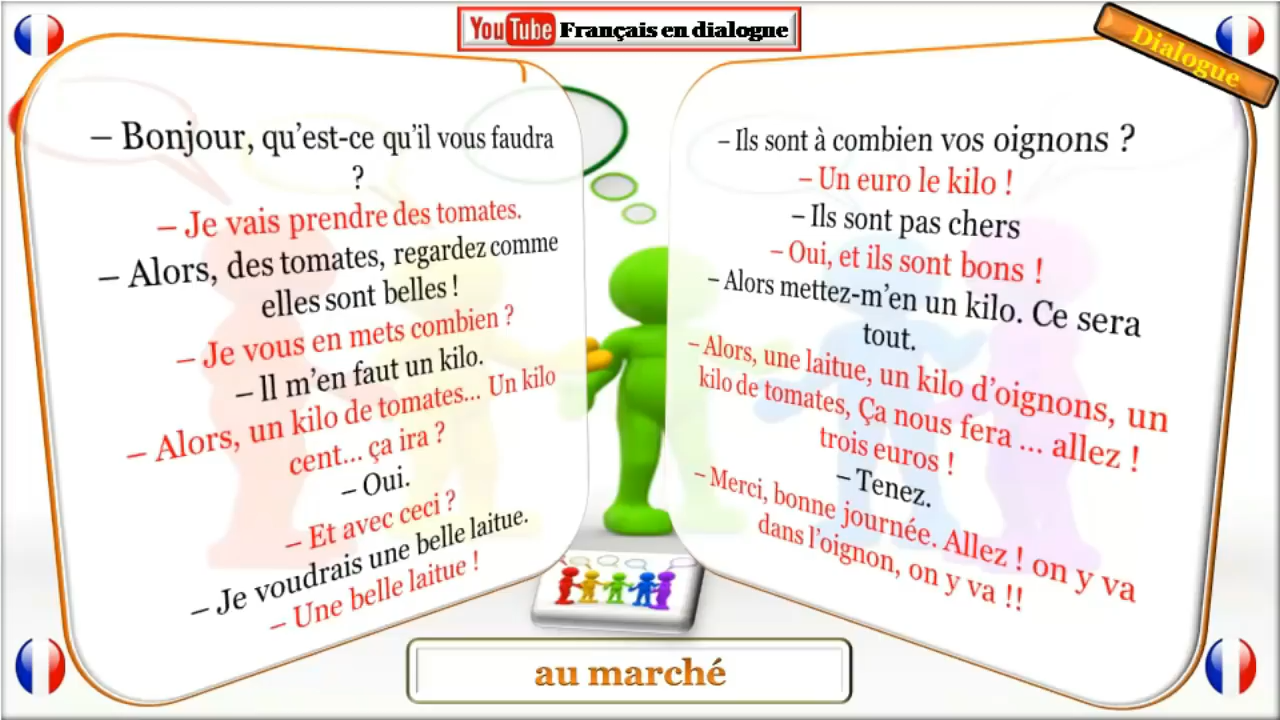 YouTube Français en dialogue
Dialogue
– Bonjour, qu’est-ce qu’il vous faudra
?
– Je vais prendre des tomates.
– Alors, des tomates, regardez comme
elles sont belles !
– Je vous en mets combien ?
– Il m’en faut un kilo.
– Alors, un kilo de tomates... Un kilo
cent... ça ira ?
– Oui.
– Et avec ceci ?
– Je voudrais une belle laitue.
– Une belle laitue !
– Ils sont à combien vos oignons ?
– Un euro le kilo !
– Ils sont pas chers
– Oui, et ils sont bons !
– Alors mettez-m’en un kilo. Ce sera
tout.
– Alors, une laitue, un kilo d’oignons, un
kilo de tomates, Ça nous fera ... allez !
trois euros !
– Tenez.
– Merci, bonne journée. Allez ! on y va
dans l’oignon, on y va !!
au marché